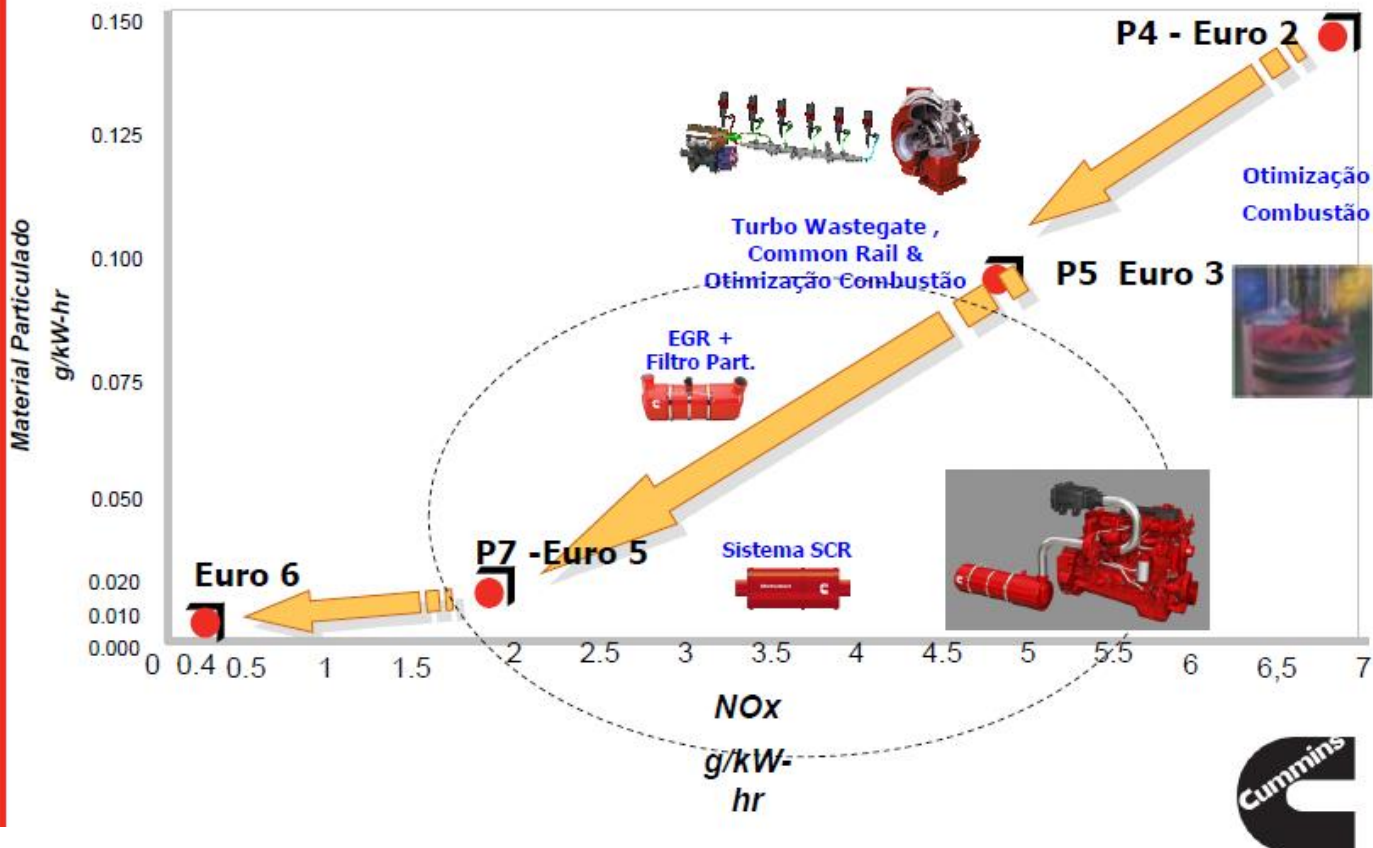 0.150
0.125
0.100
0.075
0.050
0.020
0.010
0.000
Material Particulado
g/kW-hr
P4 - Euro 2
Otimização
Combustão
Turbo Wastegate ,
Common Rail &
Otimização Combustão
P5 Euro 3
EGR +
Filtro Part.
P7 -Euro 5
Sistema SCR
Euro 6
0 0.4 0.5 1 1.5 2 2.5 3 3.5 4 4.5 5 5.5 6 6,5 7
NOx
g/kW-
hr
Cummins